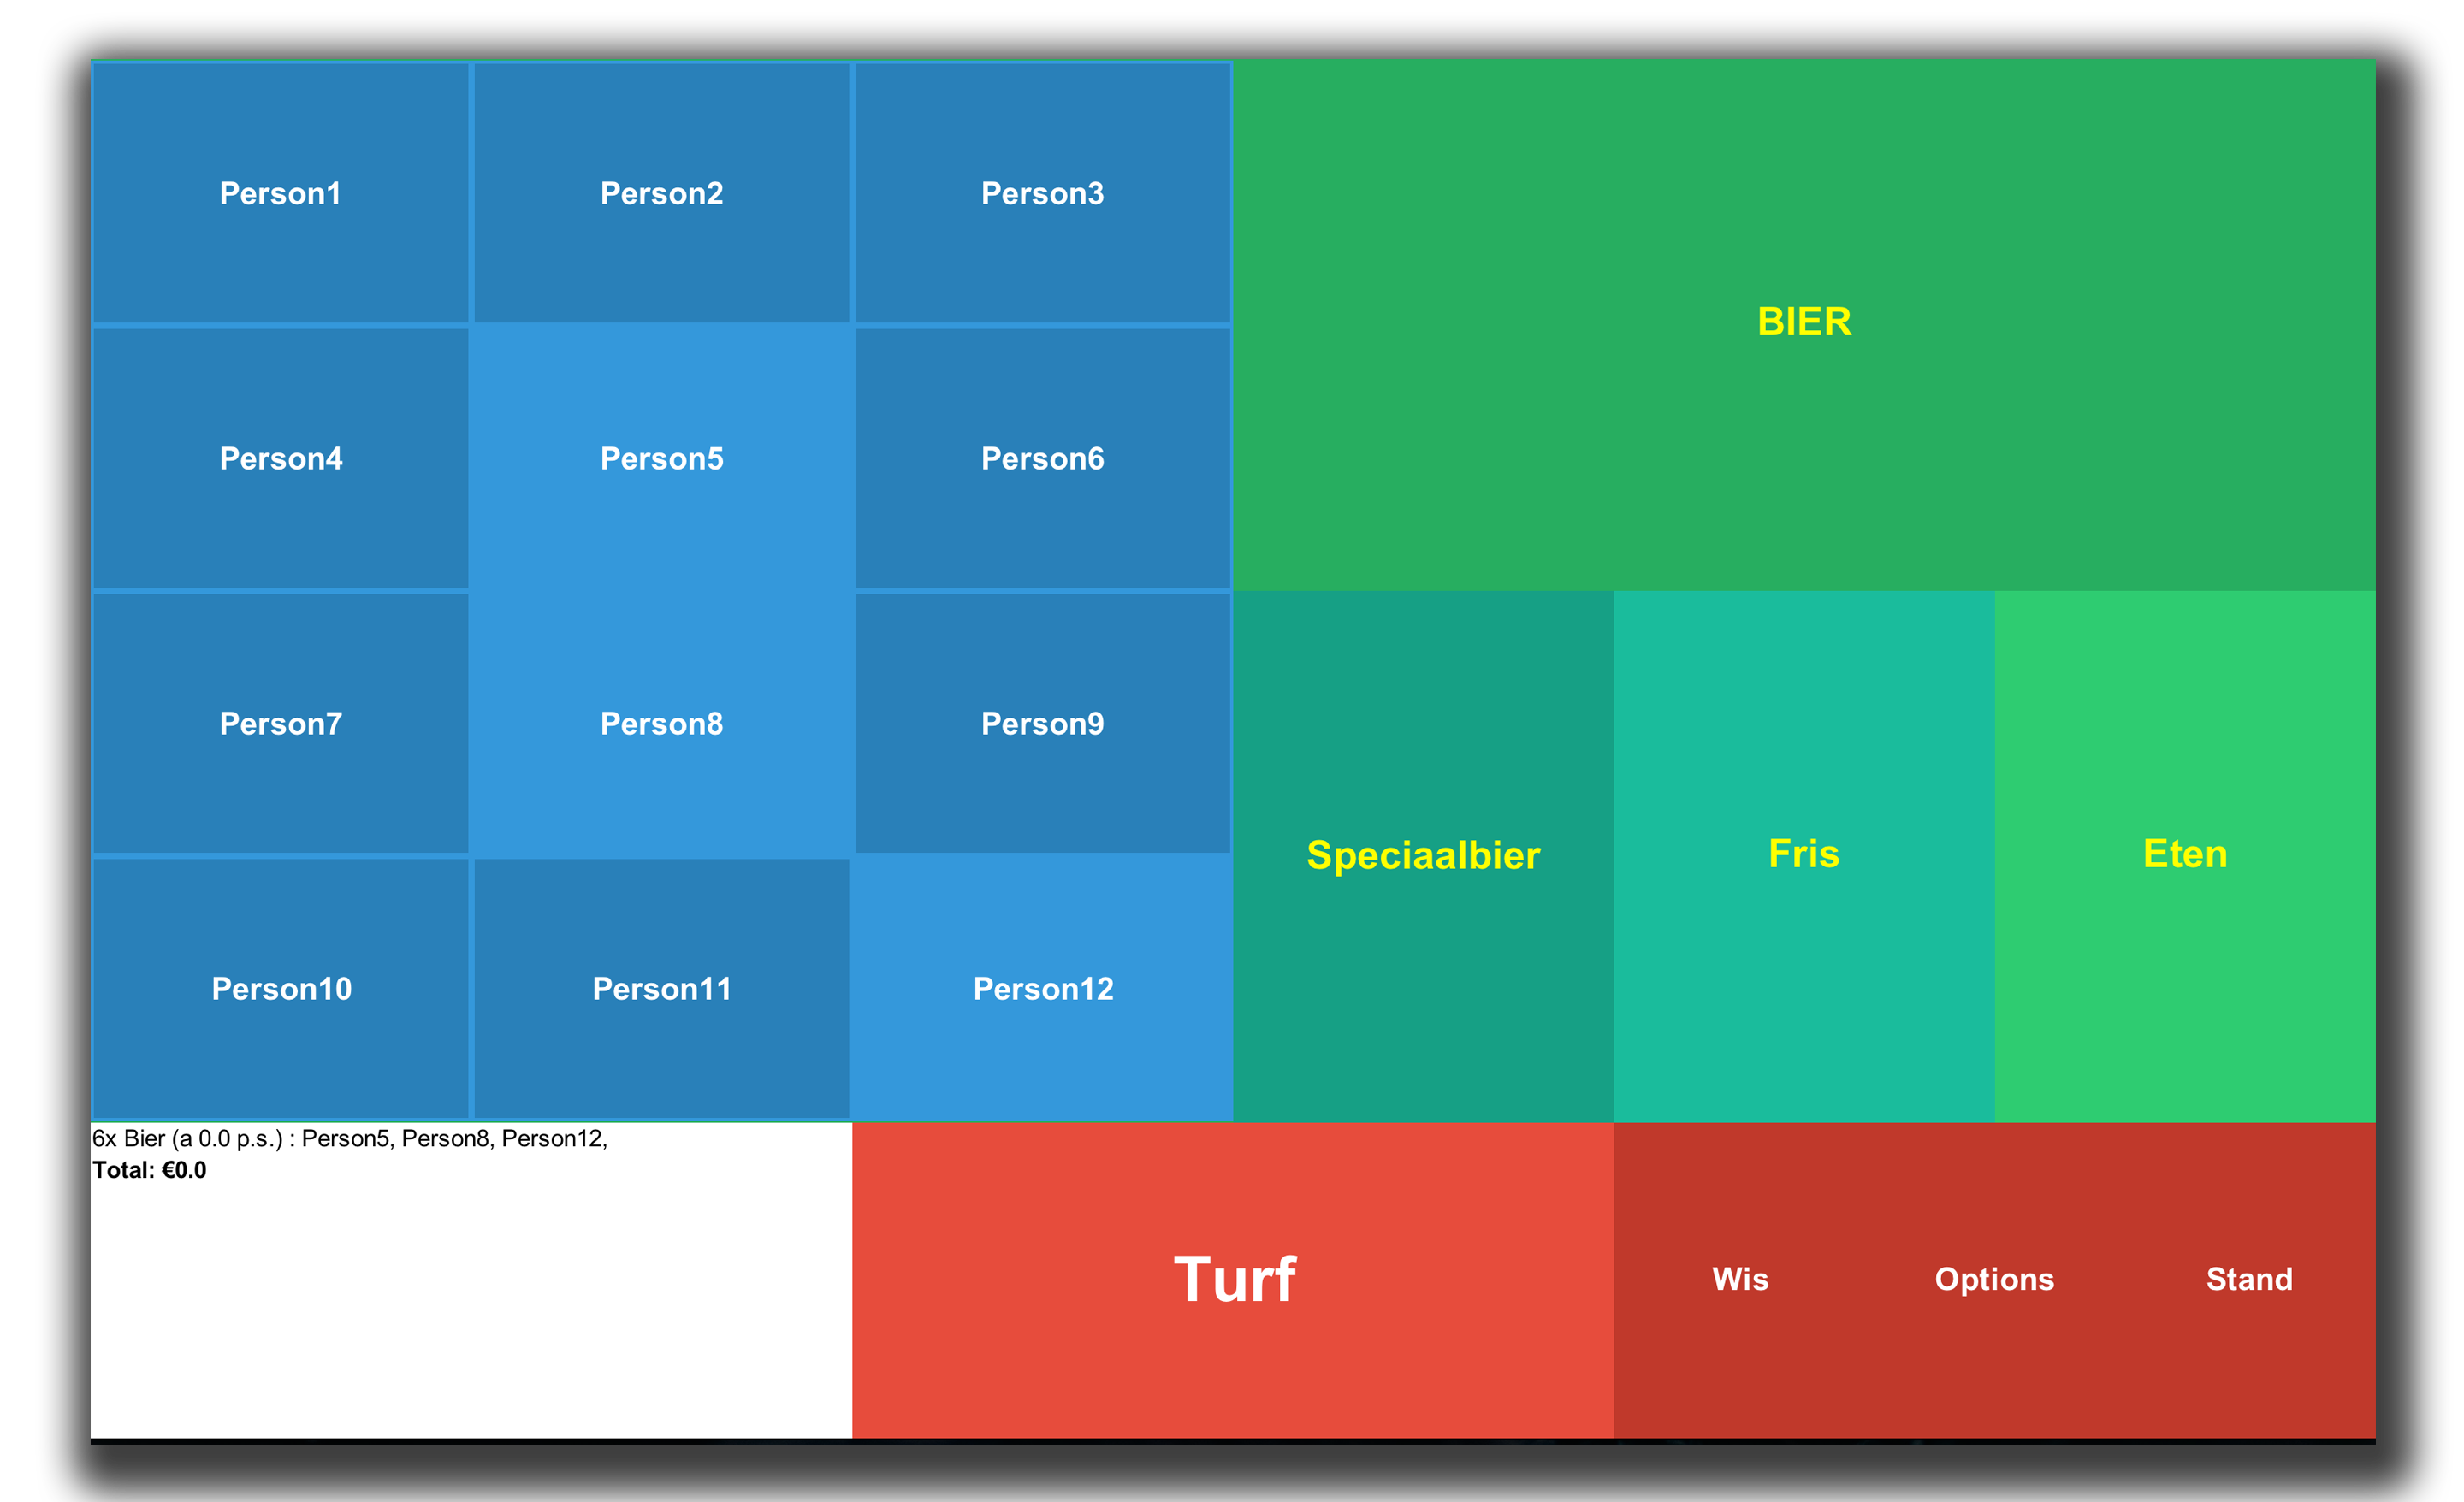 Person1
Person2
Person3
Person4
Person5
Person6
Person7
Person8
Person9
Person10
Person11
Person12
BIER
Speciaalbier
Fris
Eten
6x Bier (a 0.0 p.s.) : Person5, Person8, Person12,
Total: €0.0
Turf
Wis
Options
Stand